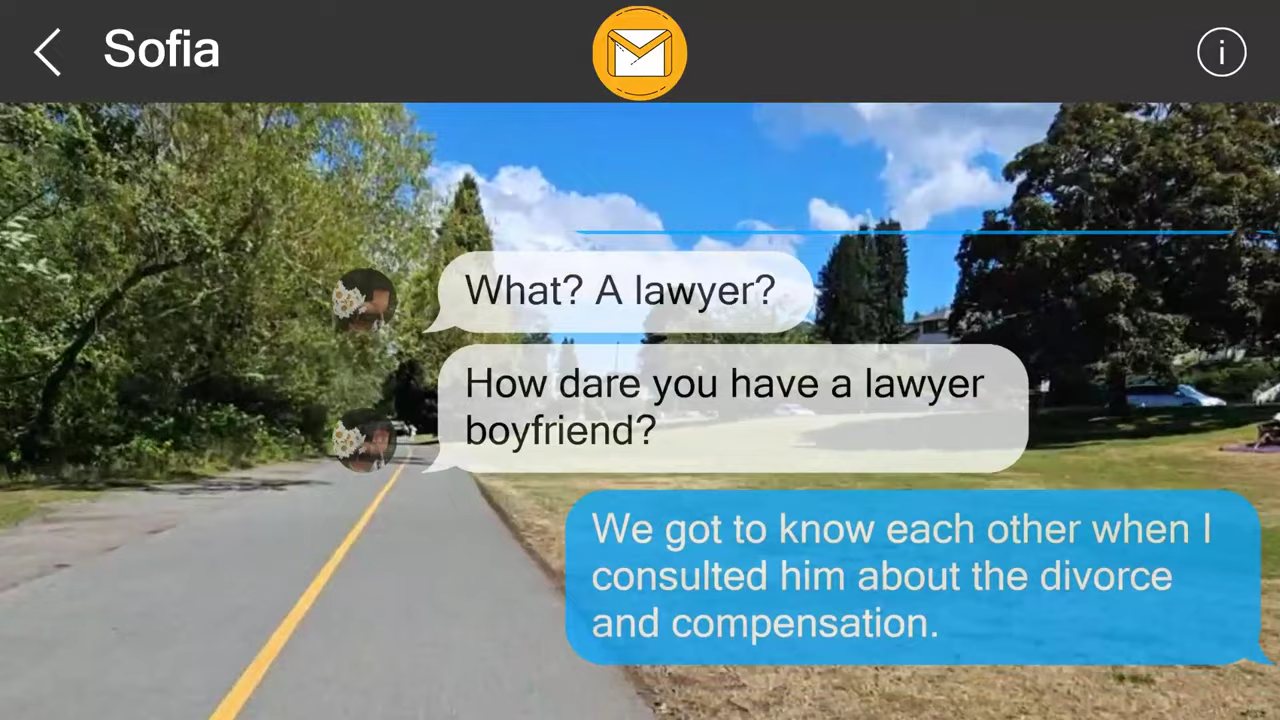 Sofia
i
What? A lawyer?
How dare you have a lawyer
boyfriend?
We got to know each other when I
consulted him about the divorce
and compensation.